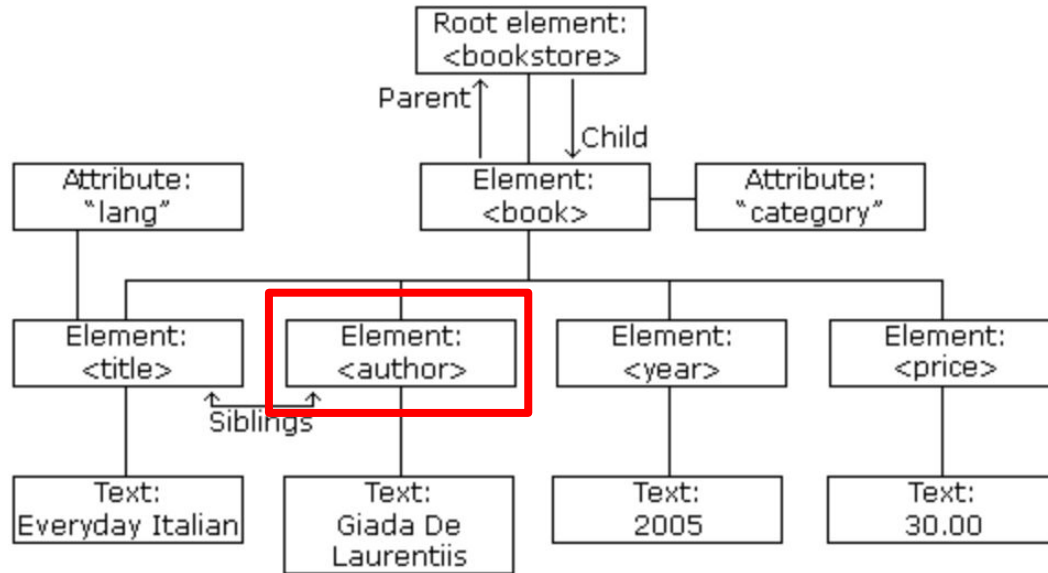 Root element:
<bookstore>
Parent
Child
Attribute:
"lang"
Element:
<book>
Attribute:
"category"
Element:
<title>
Element:
<author>
Element:
<year>
Element:
<price>
Siblings
Text:
Everyday Italian
Text:
Giada De
Laurentiis
Text:
2005
Text:
30.00